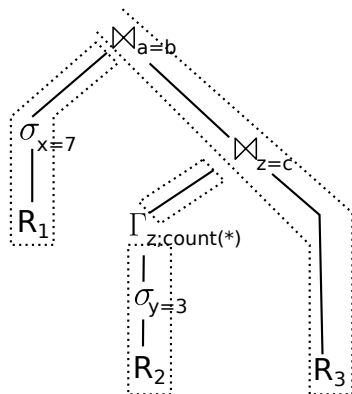 ⋈a=b
σx=7
⋈z=c
R1
Γz;count(*)
σy=3
R2
R3